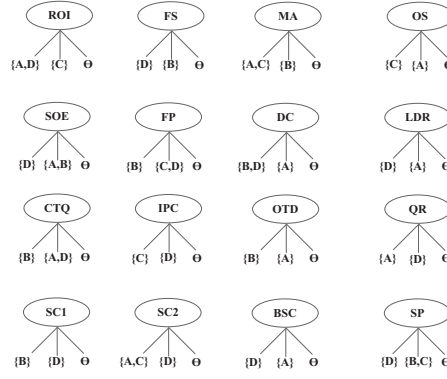 ROI FS MA OS
{A,D} {C} Θ {D} {B} Θ {A,C} {B} Θ {C} {A} Θ
SOE FP DC LDR
{D} {A,B} Θ {B} {C,D} Θ {B,D} {A} Θ {D} {A} Θ
CTQ IPC OTD QR
{B} {A,D} Θ {C} {D} Θ {B} {A} Θ {A} {D} Θ
SC1 SC2 BSC SP
{B} {D} Θ {A,C} {D} Θ {D} {A} Θ {D} {B,C} Θ